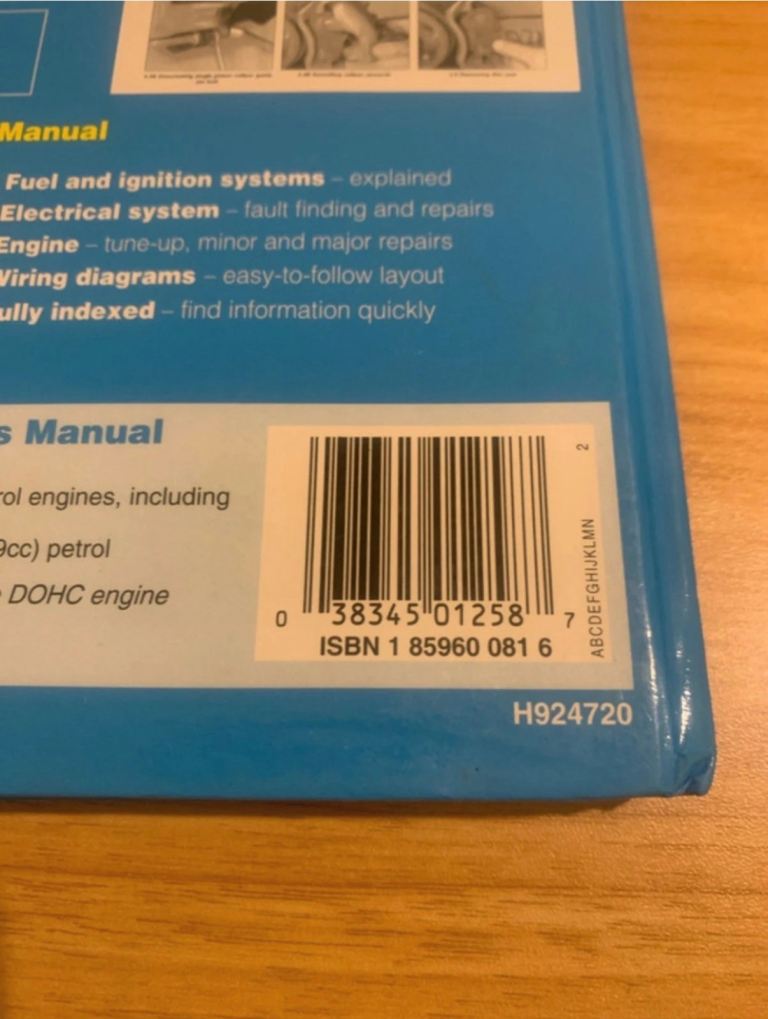 Manual
Fuel and ignition systems – explained
Electrical system – fault finding and repairs
Engine – tune-up, minor and major repairs
Wiring diagrams – easy-to-follow layout
ully indexed – find information quickly
s Manual
rol engines, including
9cc) petrol
DOHC engine
2
ABCDEFGHIJKLMN
0 38345 01258 7
ISBN 1 85960 081 6
H924720